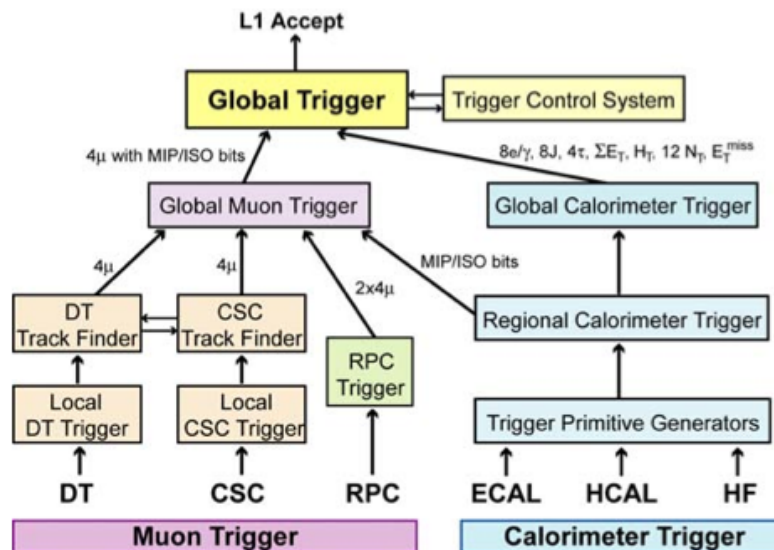 L1 Accept
Global Trigger
Trigger Control System
4μ with MIP/ISO bits
8e/γ, 8J, 4τ, ΣE_T, H_T, 12 N_T, E_T^miss
Global Muon Trigger
Global Calorimeter Trigger
4μ
4μ
2x4μ
MIP/ISO bits
DT
Track Finder
CSC
Track Finder
Regional Calorimeter Trigger
RPC
Trigger
Local
DT Trigger
Local
CSC Trigger
Trigger Primitive Generators
DT
CSC
RPC
ECAL
HCAL
HF
Muon Trigger
Calorimeter Trigger